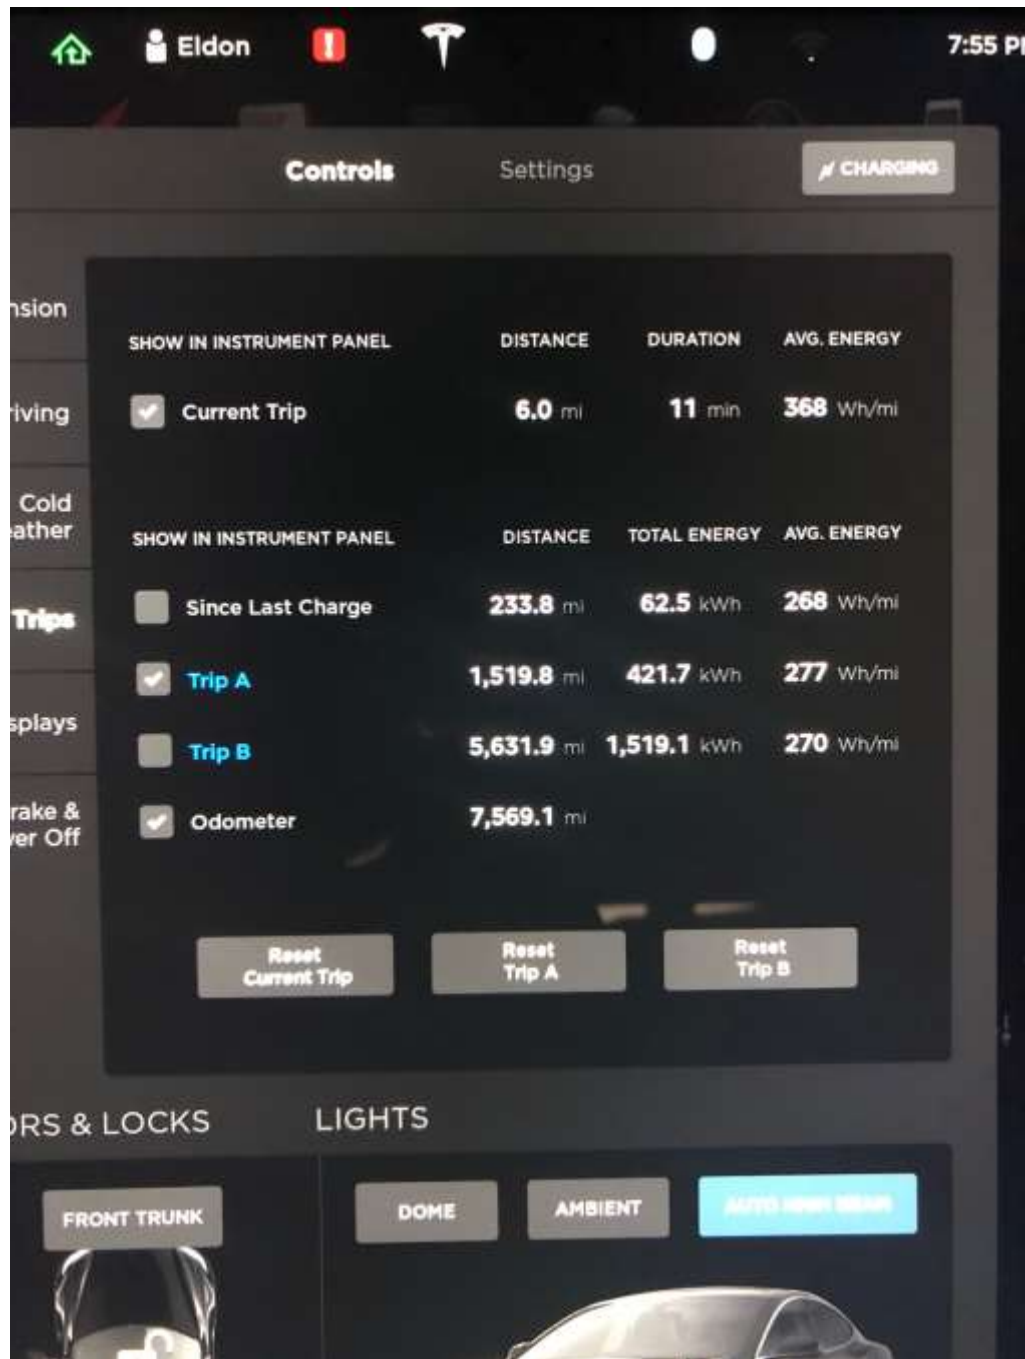 Eldon
7:55 P
Controls
Settings
CHARGING
nsion
riving
Cold
eather
Trips
isplays
rake &
wer Off
SHOW IN INSTRUMENT PANEL DISTANCE DURATION AVG. ENERGY
Current Trip 6.0 mi 11 min 368 Wh/mi
SHOW IN INSTRUMENT PANEL DISTANCE TOTAL ENERGY AVG. ENERGY
Since Last Charge 233.8 mi 62.5 kWh 268 Wh/mi
Trip A 1,519.8 mi 421.7 kWh 277 Wh/mi
Trip B 5,631.9 mi 1,519.1 kWh 270 Wh/mi
Odometer 7,569.1 mi
Reset
Current Trip
Reset
Trip A
Reset
Trip B
ORS & LOCKS
LIGHTS
FRONT TRUNK
DOME
AMBIENT
AUTO HIGH BEAM